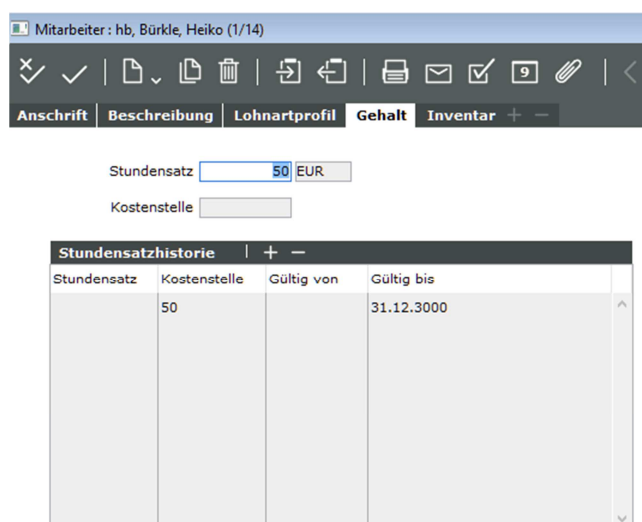 Mitarbeiter : hb, Bürkle, Heiko (1/14)
9
Anschrift Beschreibung Lohnartprofil Gehalt Inventar + −
Stundensatz 50 EUR
Kostenstelle
Stundensatzhistorie + −
Stundensatz Kostenstelle Gültig von Gültig bis
50 31.12.3000